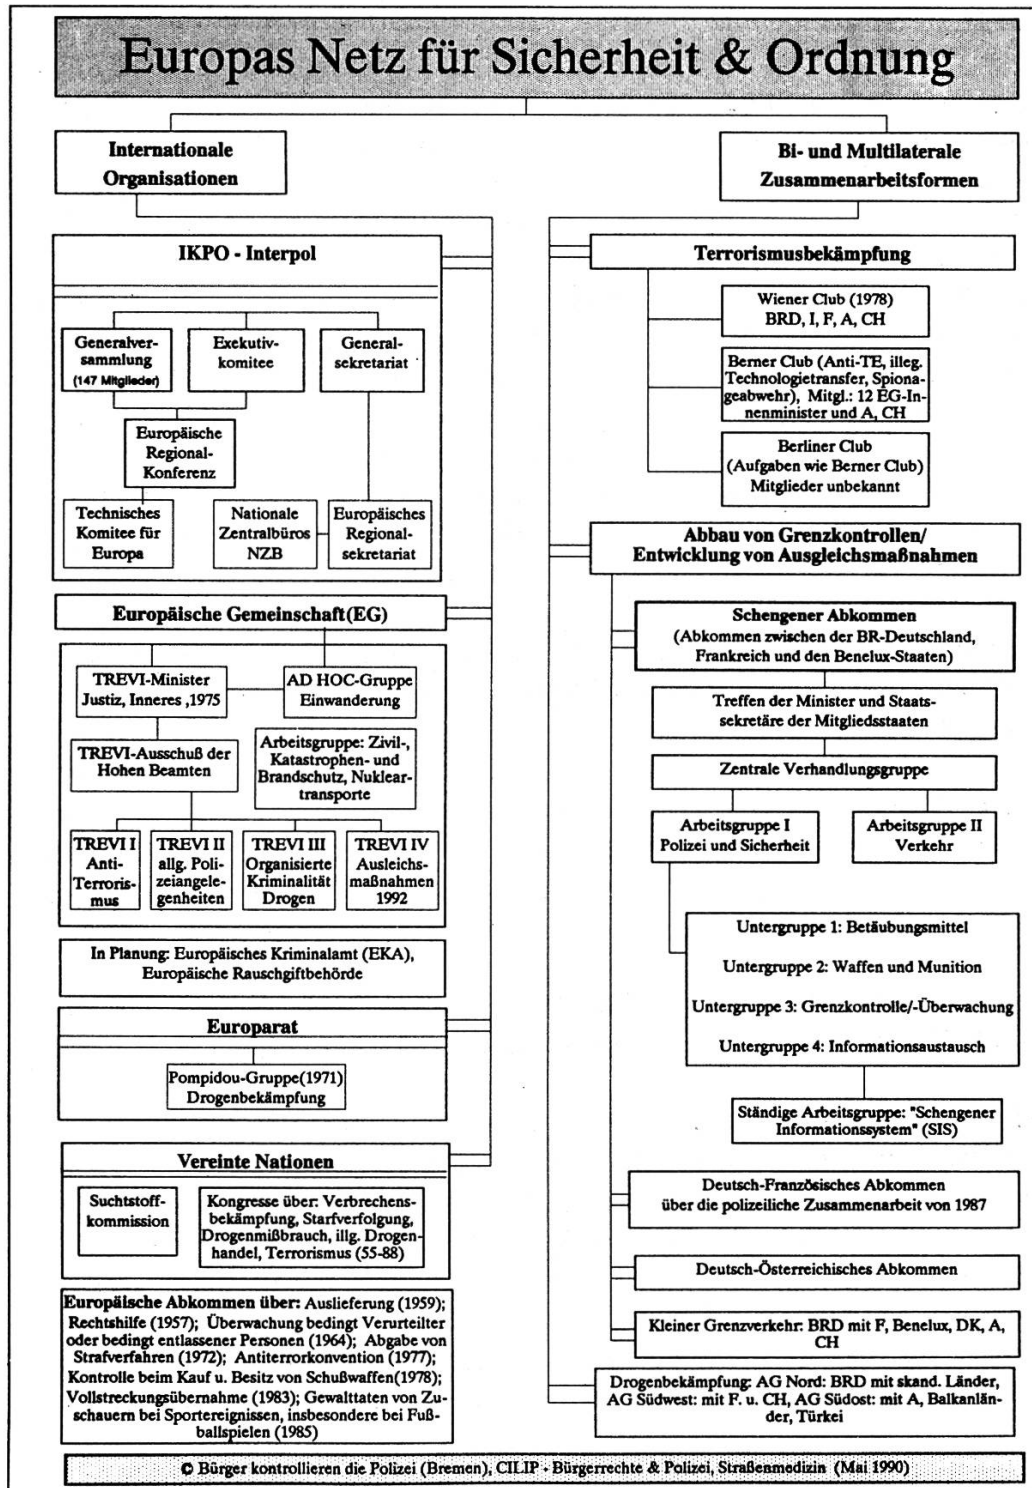 Europas Netz für Sicherheit & Ordnung
Internationale
Organisationen
IKPO - Interpol
Generalver-
sammlung
(147 Mitglieder)
Exekutiv-
komitee
General-
sekretariat
Europäische
Regional-
Konferenz
Technisches
Komitee für
Europa
Nationale
Zentralbüros
NZB
Europäisches
Regional-
sekretariat
Europäische Gemeinschaft(EG)
TREVI-Minister
Justiz, Inneres ,1975
AD HOC-Gruppe
Einwanderung
TREVI-Ausschuß der
Hohen Beamten
Arbeitsgruppe: Zivil-,
Katastrophen- und
Brandschutz, Nuklear-
transporte
TREVI I
Anti-
Terroris-
mus
TREVI II
allg. Poli-
zeiangele-
genheiten
TREVI III
Organisierte
Kriminalität
Drogen
TREVI IV
Ausleichs-
maßnahmen
1992
In Planung: Europäisches Kriminalamt (EKA),
Europäische Rauschgiftbehörde
Europarat
Pompidou-Gruppe(1971)
Drogenbekämpfung
Vereinte Nationen
Suchtstoff-
kommission
Kongresse über: Verbrechens-
bekämpfung, Starfverfolgung,
Drogenmißbrauch, illg. Drogen-
handel, Terrorismus (55-88)
Europäische Abkommen über: Auslieferung (1959);
Rechtshilfe (1957); Überwachung bedingt Verurteilter
oder bedingt entlassener Personen (1964); Abgabe von
Strafverfahren (1972); Antiterrorkonvention (1977);
Kontrolle beim Kauf u. Besitz von Schußwaffen(1978);
Vollstreckungsübernahme (1983); Gewalttaten von Zu-
schauern bei Sportereignissen, insbesondere bei Fuß-
ballspielen (1985)
Bi- und Multilaterale
Zusammenarbeitsformen
Terrorismusbekämpfung
Wiener Club (1978)
BRD, I, F, A, CH
Berner Club (Anti-TE, illeg.
Technologietransfer, Spiona-
geabwehr), Mitgl.: 12 EG-In-
nenminister und A, CH
Berliner Club
(Aufgaben wie Berner Club)
Mitglieder unbekannt
Abbau von Grenzkontrollen/
Entwicklung von Ausgleichsmaßnahmen
Schengener Abkommen
(Abkommen zwischen der BR-Deutschland,
Frankreich und den Benelux-Staaten)
Treffen der Minister und Staats-
sekretäre der Mitgliedsstaaten
Zentrale Verhandlungsgruppe
Arbeitsgruppe I
Polizei und Sicherheit
Arbeitsgruppe II
Verkehr
Untergruppe 1: Betäubungsmittel
Untergruppe 2: Waffen und Munition
Untergruppe 3: Grenzkontrolle/-Überwachung
Untergruppe 4: Informationsaustausch
Ständige Arbeitsgruppe: "Schengener
Informationssystem" (SIS)
Deutsch-Französisches Abkommen
über die polizeiliche Zusammenarbeit von 1987
Deutsch-Österreichisches Abkommen
Kleiner Grenzverkehr: BRD mit F, Benelux, DK, A,
CH
Drogenbekämpfung: AG Nord: BRD mit skand. Länder,
AG Südwest: mit F. u. CH, AG Südost: mit A, Balkanlän-
der, Türkei
© Bürger kontrollieren die Polizei (Bremen), CILIP - Bürgerrechte & Polizei, Straßenmedizin (Mai 1990)